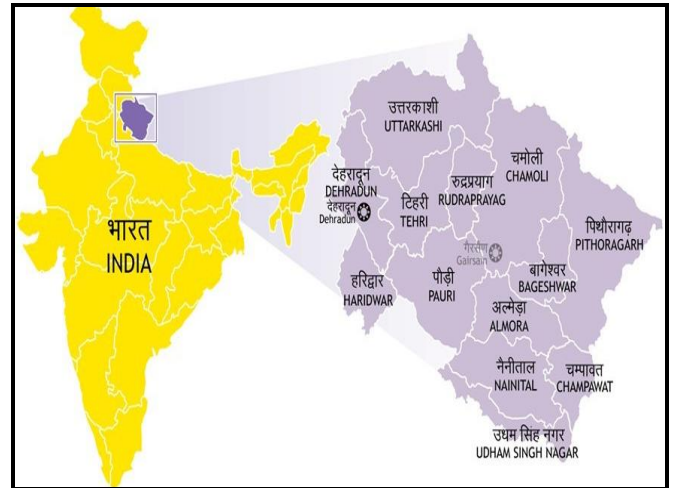 भारत
INDIA
उत्तरकाशी
UTTARKASHI
चमोली
CHAMOLI
देहरादून
DEHRADUN
देहरादून
Dehradun
टिहरी
TEHRI
रुद्रप्रयाग
RUDRAPRAYAG
पिथौरागढ़
PITHORAGARH
हरिद्वार
HARIDWAR
पौड़ी
PAURI
गैरसैंण
Gairsain
बागेश्वर
BAGESHWAR
अल्मोड़ा
ALMORA
नैनीताल
NAINITAL
चम्पावत
CHAMPAWAT
उधम सिंह नगर
UDHAM SINGH NAGAR